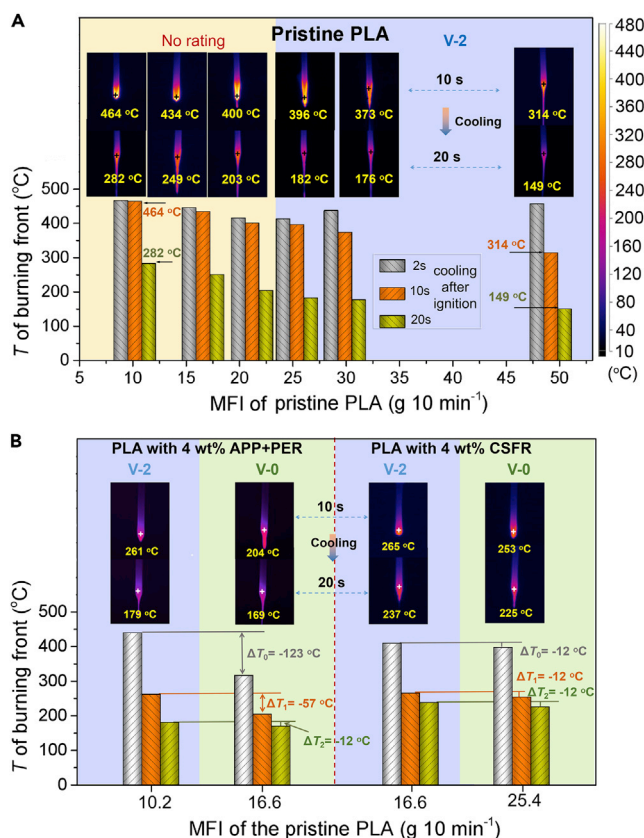 A
Pristine PLA
No rating
V-2
10 s
464 °C
434 °C
400 °C
396 °C
373 °C
314 °C
Cooling
20 s
282 °C
249 °C
203 °C
182 °C
176 °C
149 °C
480
440
400
360
320
280
240
200
160
120
80
40
10
(°C)
T of burning front (°C)
500
400
300
200
100
0
464 °C
282 °C
314 °C
149 °C
2s
10s
20s
cooling
after
ignition
5 10 15 20 25 30 35 40 45 50
MFI of pristine PLA (g 10 min⁻¹)
B
PLA with 4 wt% APP+PER
PLA with 4 wt% CSFR
V-2
V-0
V-2
V-0
10 s
261 °C
204 °C
265 °C
253 °C
Cooling
20 s
179 °C
169 °C
237 °C
225 °C
T of burning front (°C)
500
400
300
200
100
0
ΔT₀= -123 °C
ΔT₁= -57 °C
ΔT₂= -12 °C
ΔT₀= -12 °C
ΔT₁= -12 °C
ΔT₂= -12 °C
10.2 16.6 16.6 25.4
MFI of the pristine PLA (g 10 min⁻¹)